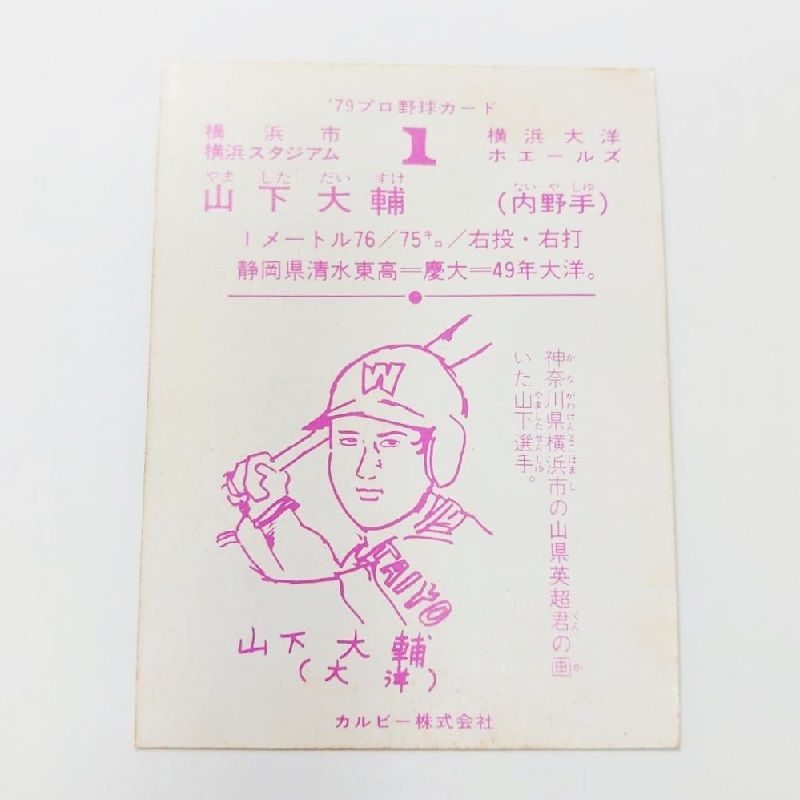 '79プロ野球カード
横浜市
横浜スタジアム
1
横浜大洋
ホエールズ
やました だいすけ
山下大輔
ないやしゅ
(内野手)
1メートル76/75㌔/右投・右打
静岡県清水東高=慶大=49年大洋。
神奈川県横浜市の山県英超君の画
いた山下選手。
W
TAIYO
山下大輔
(大洋)
カルビー株式会社